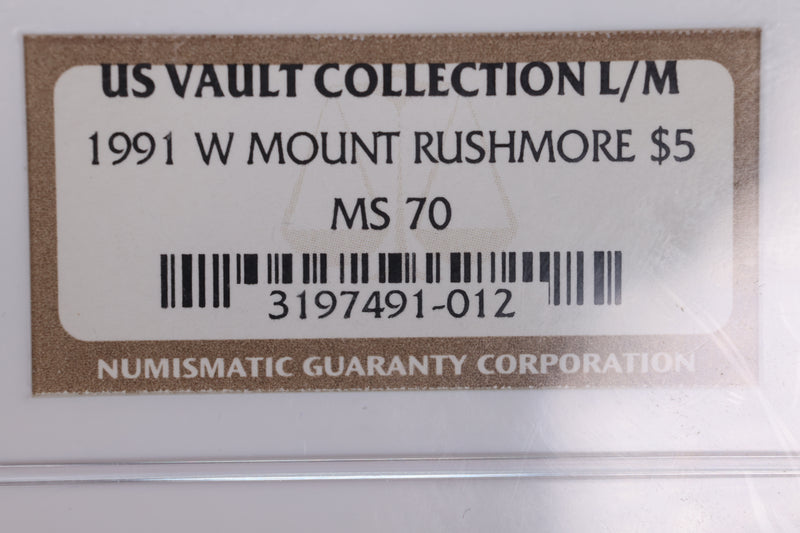 US VAULT COLLECTION L/M
1991 W MOUNT RUSHMORE $5
MS 70
3197491-012
NUMISMATIC GUARANTY CORPORATION